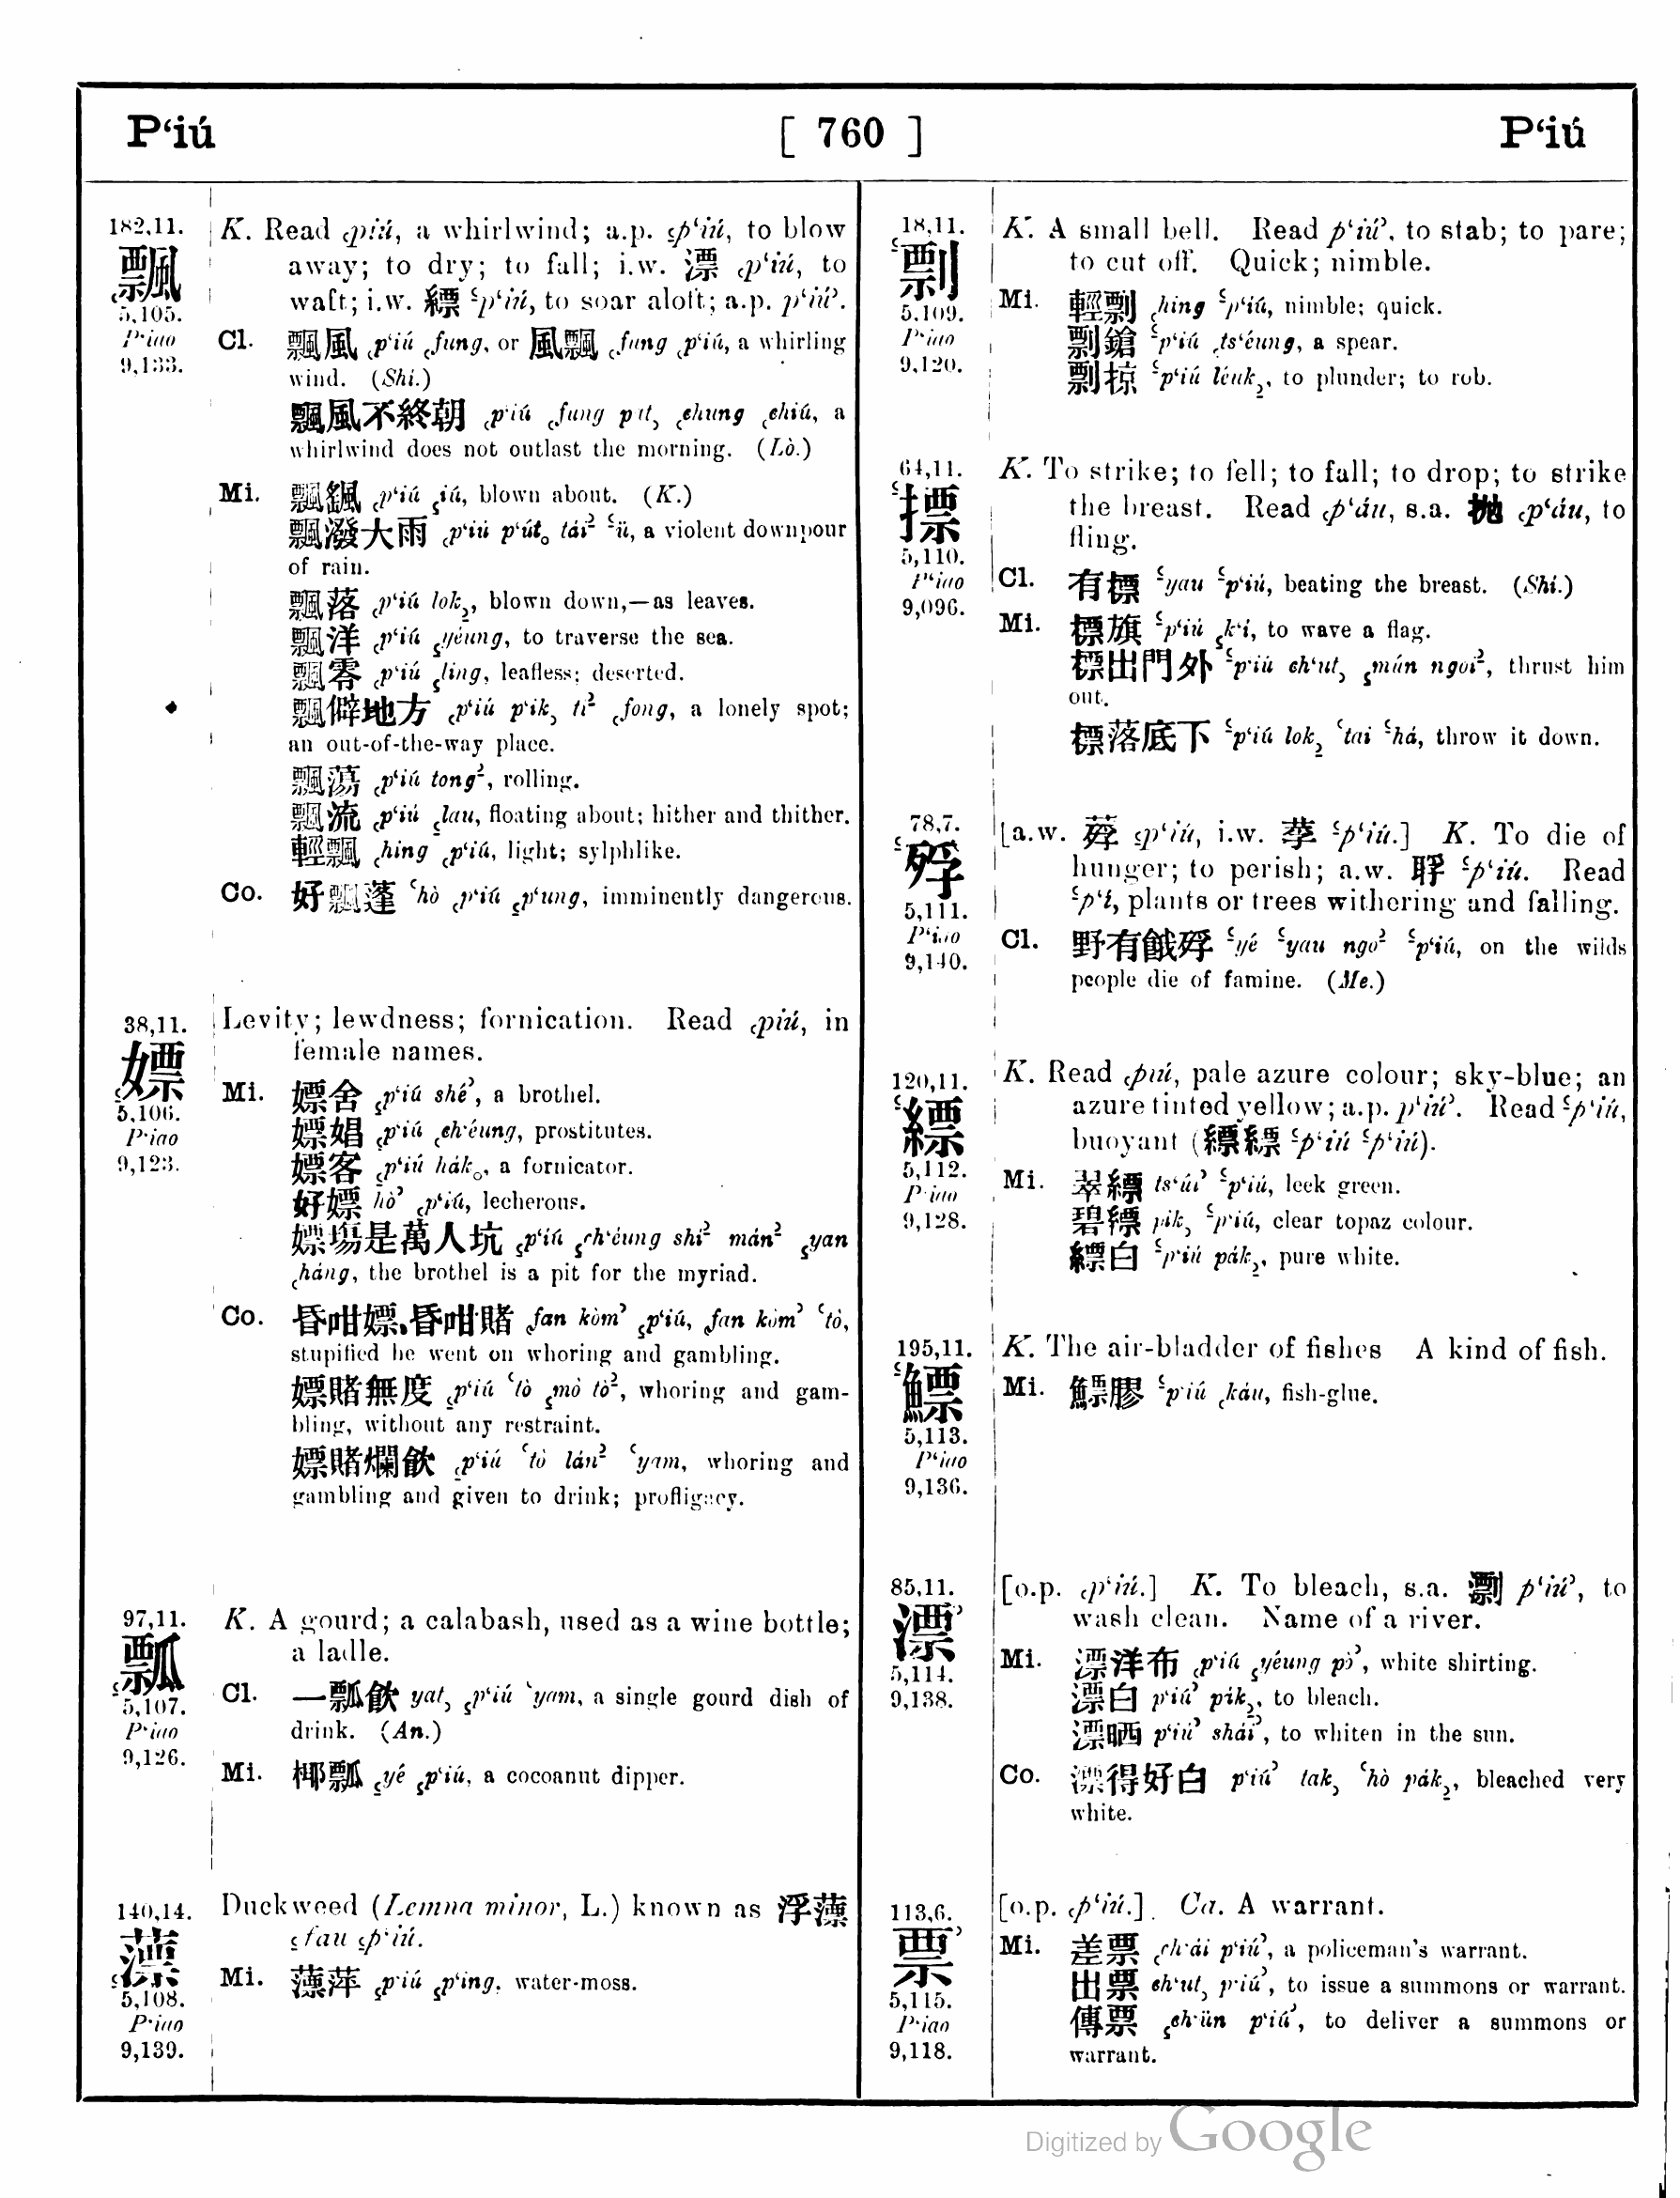 P‘iú [ 760 ] P‘iú
182,11.
飄
5,105.
P‘iao
9,133.
K. Read ꜀piú, a whirlwind; a.p. ꜁p‘iú, to blow
away; to dry; to fall; i.w. 漂 ꜀p‘iú, to
waft; i.w. 縹 ꜂p‘iú, to soar aloft; a.p. p‘iú꜄.
Cl. 飄風 ꜀p‘iú ꜀fung, or 風飄 ꜀fung ꜀p‘iú, a whirling
wind. (Shi.)
飄風不終朝 ꜀p‘iú ꜀fung pɐt꜆ ꜀chung ꜀chiú, a
whirlwind does not outlast the morning. (Lò.)
Mi. 飄颻 ꜀p‘iú ꜁iú, blown about. (K.)
飄潑大雨 ꜀p‘iú p‘út。 tái꜅ ꜃ü, a violent downpour
of rain.
飄落 ꜀p‘iú lok꜇, blown down,—as leaves.
飄洋 ꜀p‘iú ꜁yéung, to traverse the sea.
飄零 ꜀p‘iú ꜁ling, leafless; deserted.
飄僻地方 ꜀p‘iú p‘ik꜆ tí꜅ ꜀fong, a lonely spot;
an out-of-the-way place.
飄蕩 ꜀p‘iú tong꜅, rolling.
飄流 ꜀p‘iú ꜁lau, floating about; hither and thither.
輕飄 ꜀hing ꜀p‘iú, light; sylphlike.
Co. 好飄蓬 ꜂hò ꜀p‘iú ꜁p‘ung, imminently dangerous.
38,11.
嫖
5,106.
P‘iao
9,123.
Levity; lewdness; fornication. Read ꜀piú, in
female names.
Mi. 嫖舍 ꜁p‘iú shé꜄, a brothel.
嫖娼 ꜁p‘iú ꜀ch‘éung, prostitutes.
嫖客 ꜁p‘iú hák。, a fornicator.
好嫖 hò꜄ ꜁p‘iú, lecherous.
嫖塲是萬人坑 ꜁p‘iú ꜁ch‘éung shi꜅ mán꜅ ꜁yan
꜀háng, the brothel is a pit for the myriad.
Co. 昏咁嫖、昏咁賭 ꜀fan kòm꜄ ꜁p‘iú, ꜀fan kòm꜄ ꜂tò,
stupified he went on whoring and gambling.
嫖賭無度 ꜁p‘iú ꜂tò ꜁mò tò꜅, whoring and gam-
bling, without any restraint.
嫖賭爛飲 ꜁p‘iú ꜂tò lán꜅ ꜂yam, whoring and
gambling and given to drink; profligacy.
97,11.
瓢
5,107.
P‘iao
9,126.
K. A gourd; a calabash, used as a wine bottle;
a ladle.
Cl. 一瓢飲 yat꜆ ꜁p‘iú ꜂yam, a single gourd dish of
drink. (An.)
Mi. 椰瓢 ꜁yé ꜁p‘iú, a cocoanut dipper.
140,14.
薸
5,108.
P‘iao
9,139.
Duckweed (Lemna minor, L.) known as 浮薸
꜁fau ꜁p‘iú.
Mi. 薸萍 ꜁p‘iú ꜁p‘ing, water-moss.
18,11.
剽
5,109.
P‘iao
9,120.
K. A small bell. Read p‘iú꜄, to stab; to pare;
to cut off. Quick; nimble.
Mi. 輕剽 ꜀hing ꜃p‘iú, nimble; quick.
剽鎗 ꜃p‘iú ꜀ts‘éung, a spear.
剽掠 ꜃p‘iú léuk꜇, to plunder; to rob.
64,11.
摽
5,110.
P‘iao
9,096.
K. To strike; to fell; to fall; to drop; to strike
the breast. Read ꜀p‘áu, s.a. 抛 ꜀p‘áu, to
fling.
Cl. 有摽 ꜃yau ꜃p‘iú, beating the breast. (Shi.)
Mi. 摽旗 ꜃p‘iú ꜁k‘í, to wave a flag.
摽出門外 ꜃p‘iú ch‘ut꜆ ꜁mún ngoi꜅, thrust him
out.
摽落底下 ꜃p‘iú lok꜇ ꜂tai ꜃há, throw it down.
78,7.
殍
5,111.
P‘iao
9,140.
[a.w. 䓏 ꜁p‘iú, i.w. 莩 ꜃p‘iú.] K. To die of
hunger; to perish; a.w. 𦖀 ꜃p‘iú. Read
꜃p‘í, plants or trees withering and falling.
Cl. 野有餓殍 ꜃yé ꜃yau ngo꜅ ꜃p‘iú, on the wilds
people die of famine. (Me.)
120,11.
縹
5,112.
P‘iao
9,128.
K. Read ꜀piú, pale azure colour; sky-blue; an
azure tinted yellow; a.p. p‘iú꜄. Read ꜃p‘iú,
buoyant (縹縹 ꜃p‘iú ꜃p‘iú).
Mi. 翠縹 ts‘úi꜄ ꜃p‘iú, leek green.
碧縹 pik꜆ ꜃p‘iú, clear topaz colour.
縹白 ꜃p‘iú pák꜇, pure white.
195,11.
鰾
5,113.
P‘iao
9,136.
K. The air-bladder of fishes A kind of fish.
Mi. 鰾膠 ꜃p‘iú ꜀káu, fish-glue.
85,11.
漂
5,114.
9,138.
[o.p. ꜀p‘iú.] K. To bleach, s.a. 㵱 p‘iú꜄, to
wash clean. Name of a river.
Mi. 漂洋布 ꜀p‘iú ꜁yéung pò꜄, white shirting.
漂白 p‘iú꜄ pák꜇, to bleach.
漂晒 p‘iú꜄ shái꜄, to whiten in the sun.
Co. 漂得好白 p‘iú꜄ tak꜆ ꜂hò pák꜇, bleached very
white.
113,6.
票
5,115.
P‘iao
9,118.
[o.p. ꜀p‘iú.] Ca. A warrant.
Mi. 差票 ꜀ch‘ái p‘iú꜄, a policeman's warrant.
出票 ch‘ut꜆ p‘iú꜄, to issue a summons or warrant.
傳票 ꜁ch‘ün p‘iú꜄, to deliver a summons or
warrant.
Digitized by Google